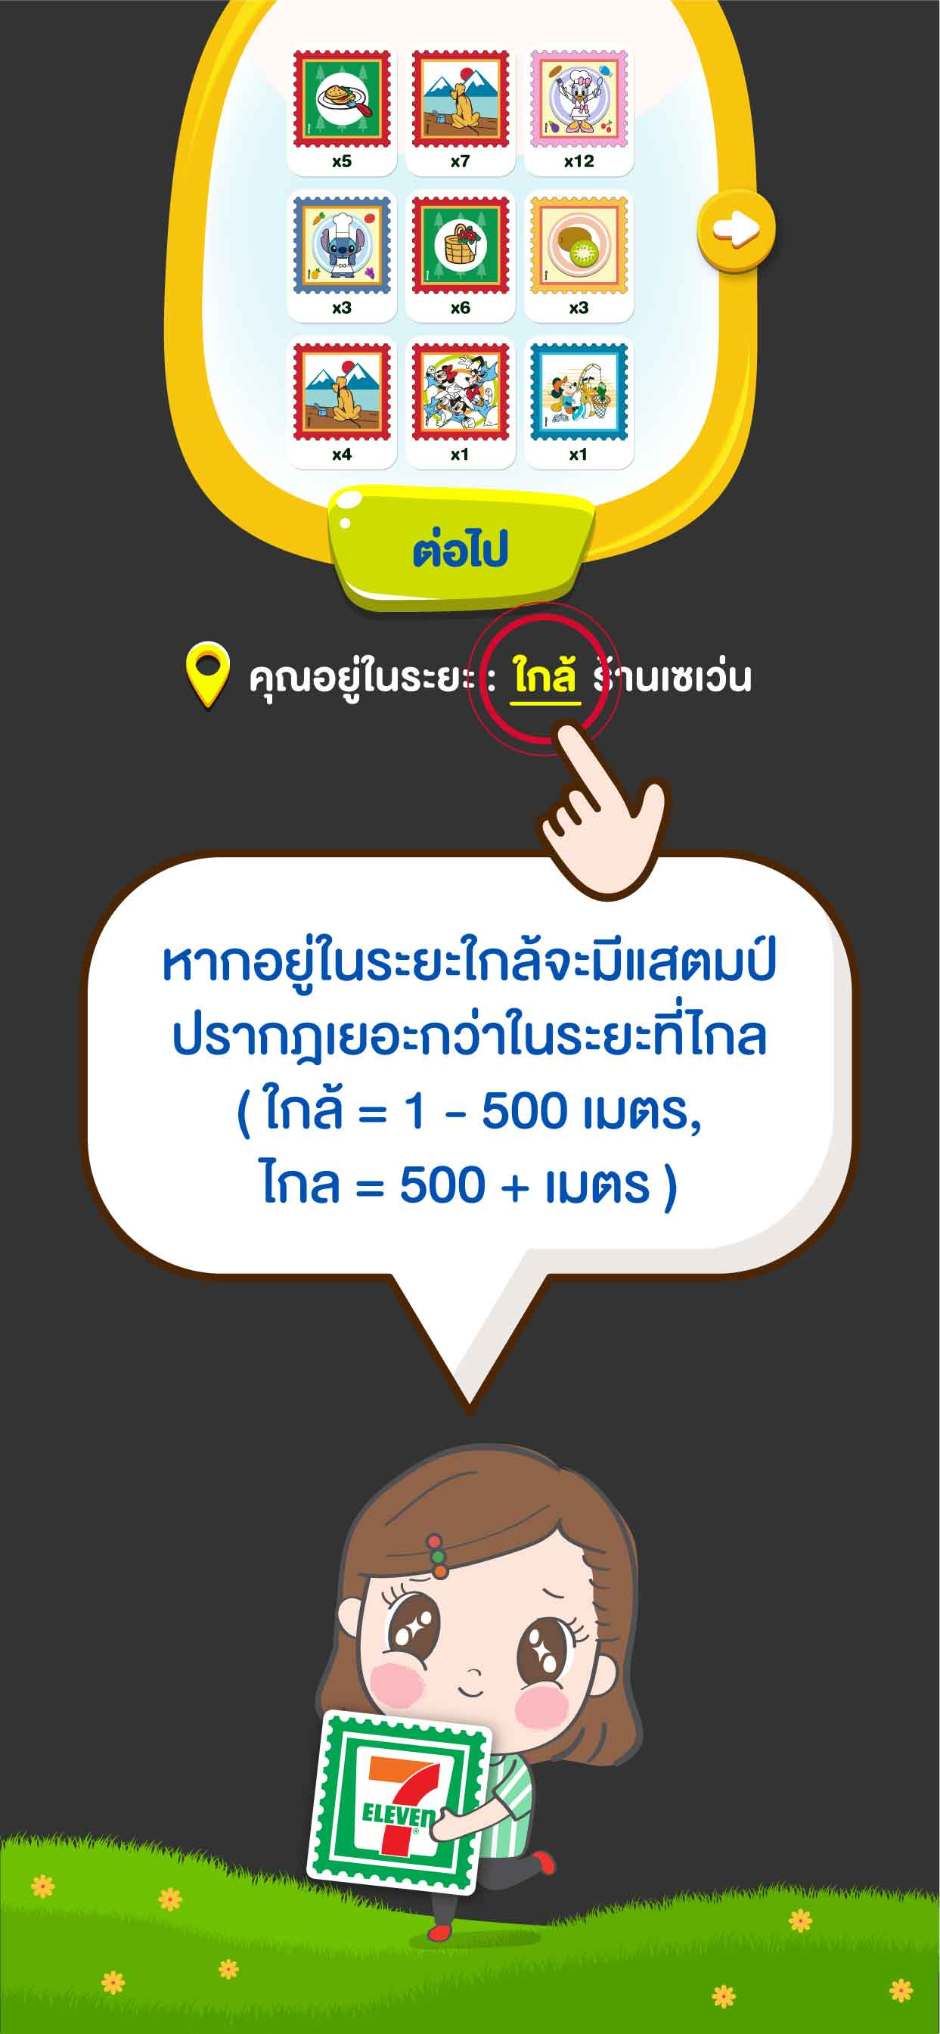 x5
x7
x12
x3
x6
x3
x4
x1
x1
ต่อไป
คุณอยู่ในระยะ : ใกล้ ร้านเซเว่น
หากอยู่ในระยะใกล้จะมีแสตมป์
ปรากฎเยอะกว่าในระยะที่ไกล
( ใกล้ = 1 - 500 เมตร,
ไกล = 500 + เมตร )
7
ELEVEn